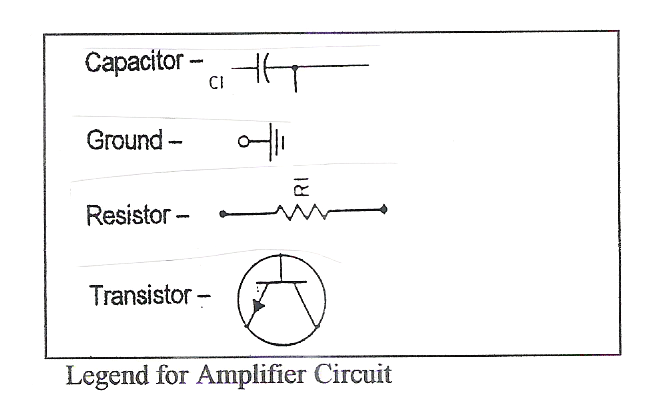 Capacitor –
C1
Ground –
R1
Resistor –
Transistor –
Legend for Amplifier Circuit